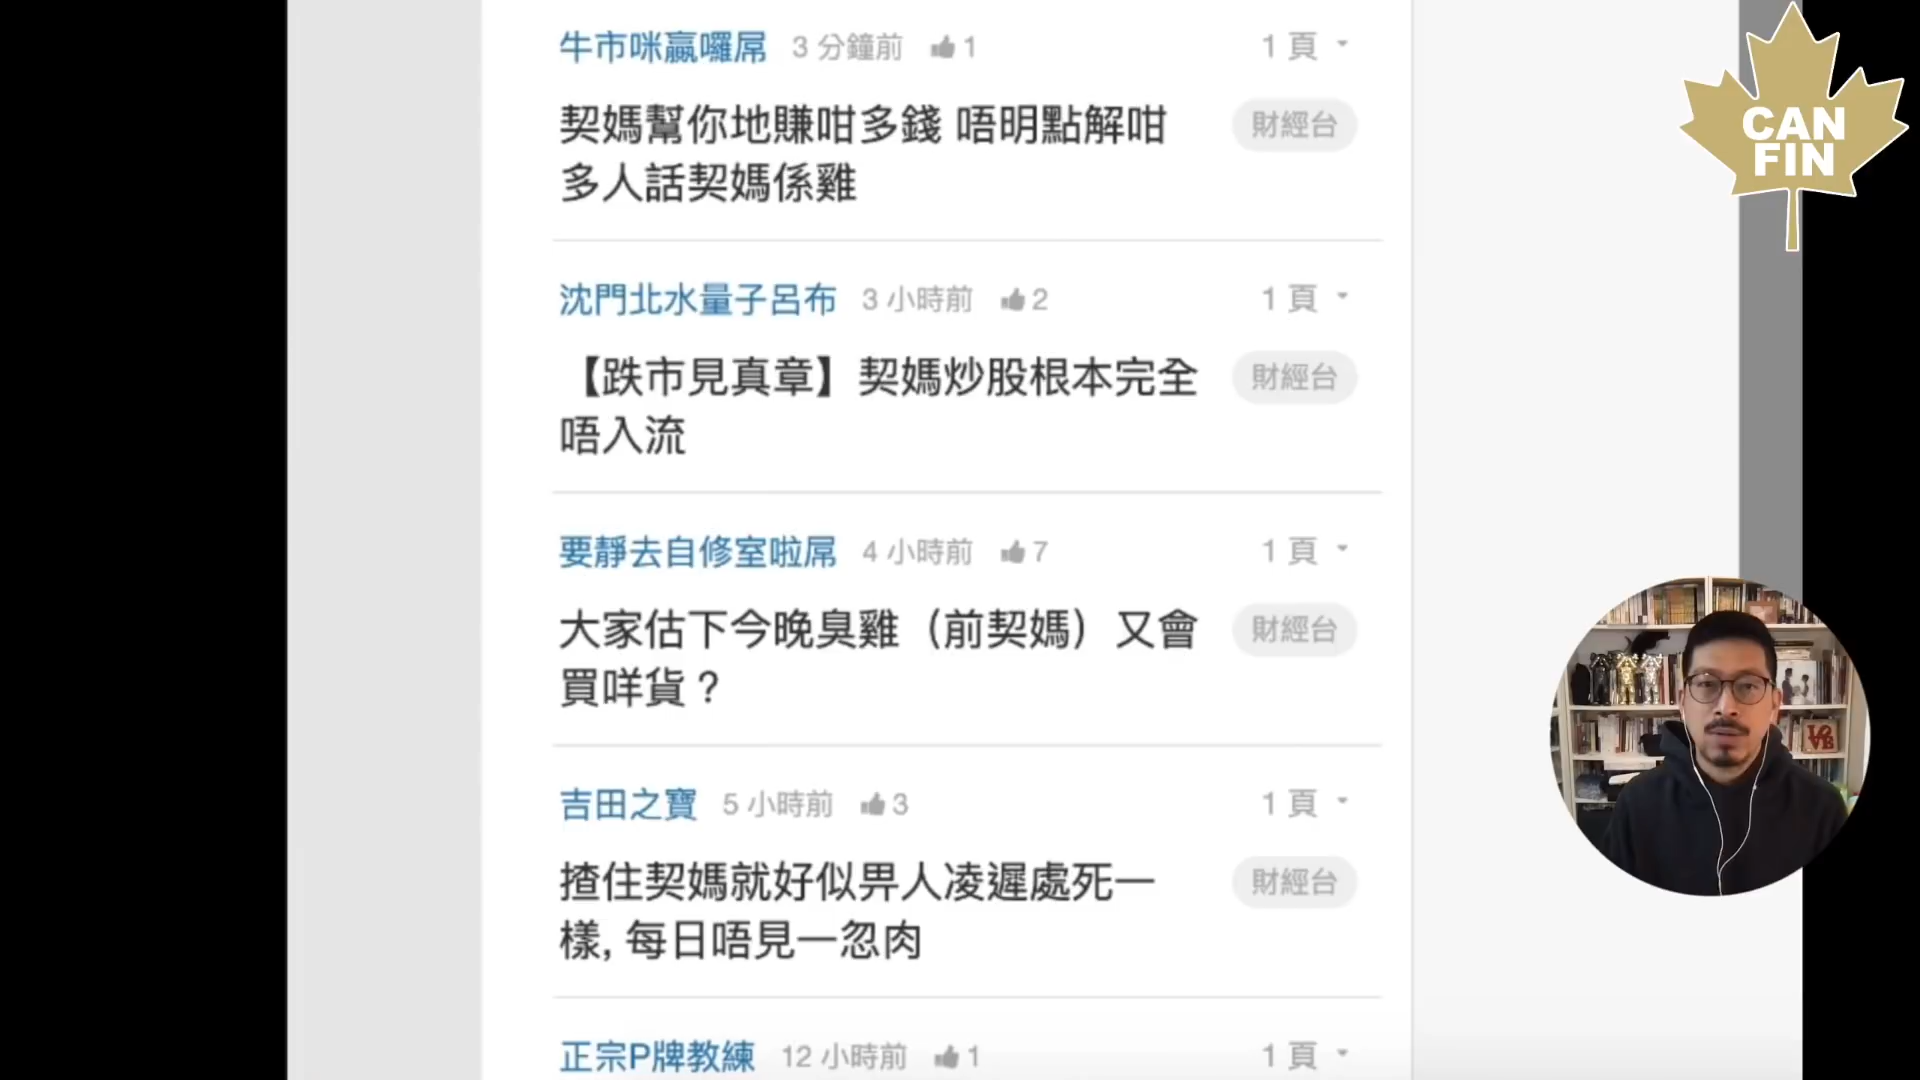 牛市咪嬴囉屌 3 分鐘前 1 1 頁
契媽幫你地賺咁多錢 唔明點解咁
多人話契媽係雞
財經台
沈門北水量子呂布 3 小時前 2 1 頁
【跌市見真章】契媽炒股根本完全
唔入流
財經台
要靜去自修室啦屌 4 小時前 7 1 頁
大家估下今晚臭雞（前契媽）又會
買咩貨？
財經台
吉田之寶 5 小時前 3 1 頁
揸住契媽就好似畀人凌遲處死一
樣, 每日唔見一忽肉
財經台
正宗P牌教練 12 小時前 1 1 頁
CAN
FIN
LOVE